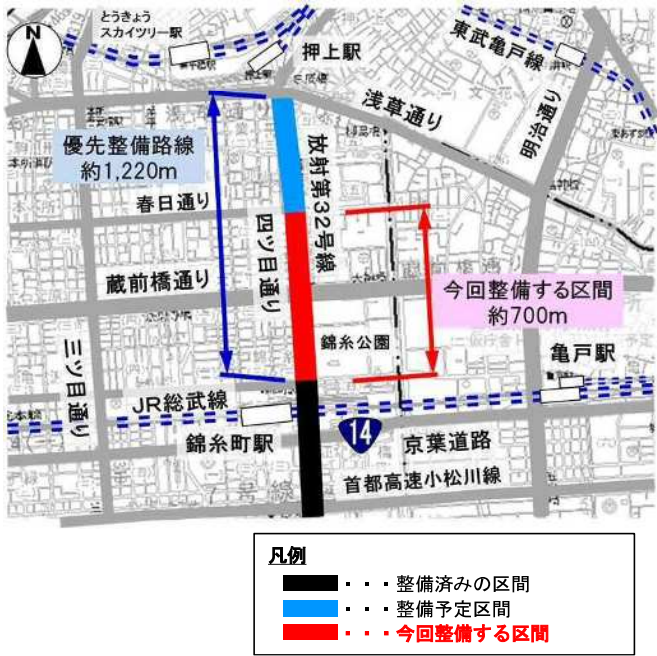 とうきょう
スカイツリー駅
N
押上駅
東武亀戸線
明治通り
浅草通り
優先整備路線
約1,220m
放射第32号線
春日通り
四ツ目通り
蔵前橋通り
今回整備する区間
約700m
錦糸公園
亀戸駅
三ツ目通り
JR総武線
錦糸町駅
14
京葉道路
首都高速小松川線
凡例
・・・整備済みの区間
・・・整備予定区間
・・・今回整備する区間